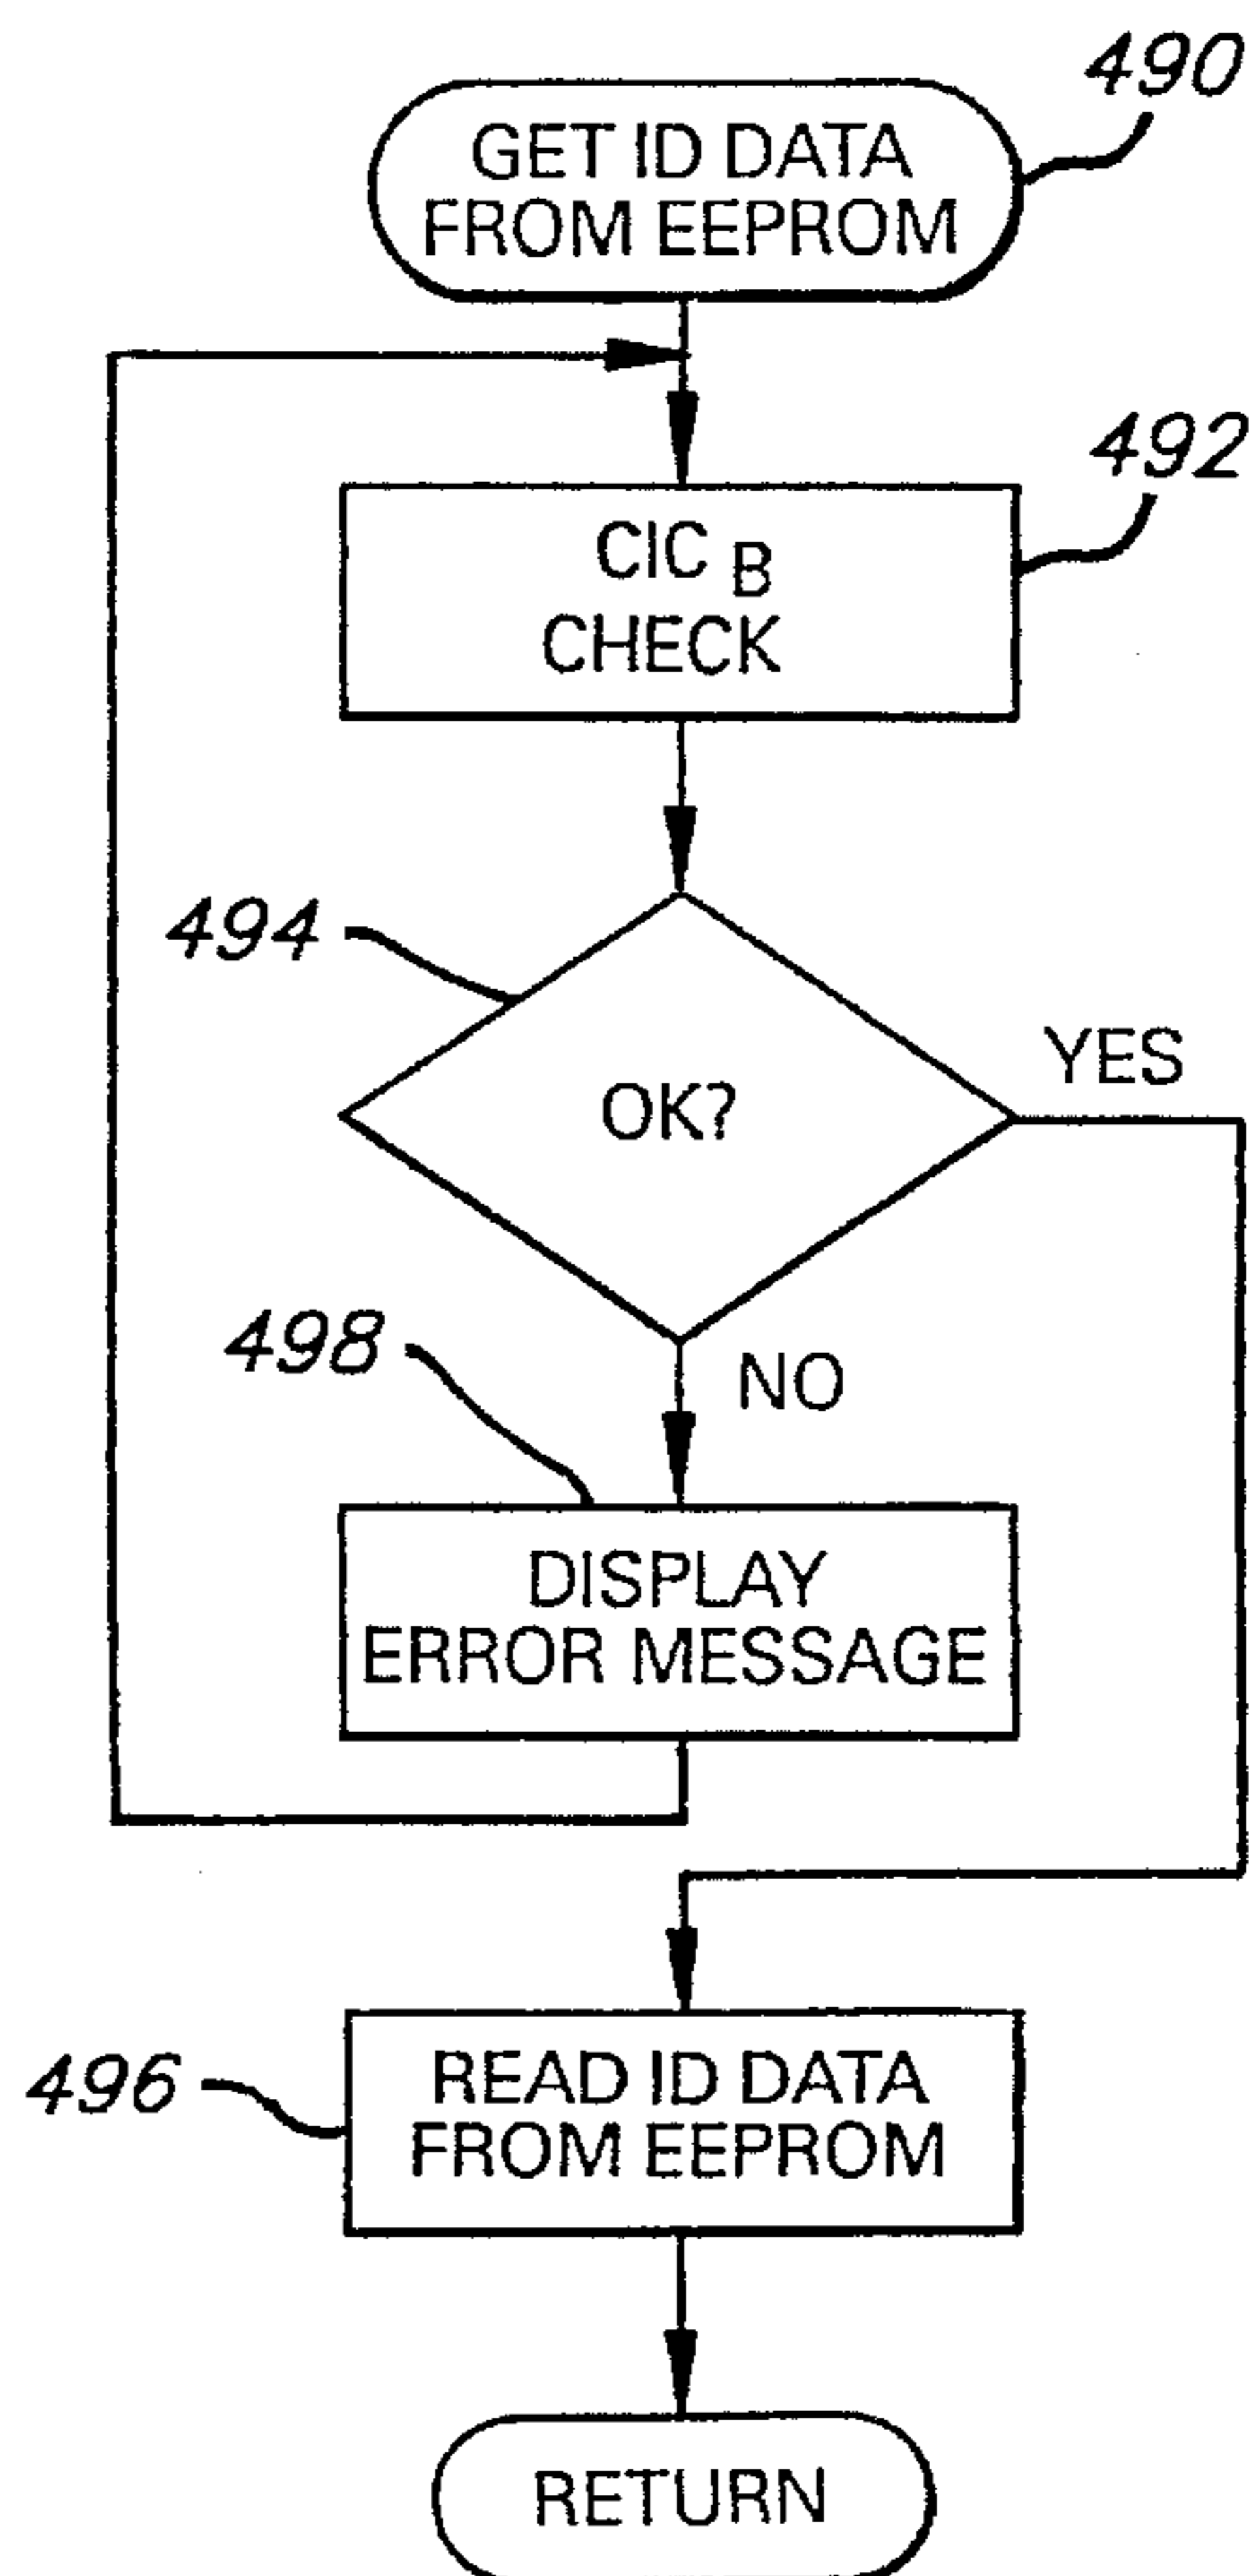 490
GET ID DATA
FROM EEPROM
492
CIC B
CHECK
494
OK?
YES
498
NO
DISPLAY
ERROR MESSAGE
496
READ ID DATA
FROM EEPROM
RETURN